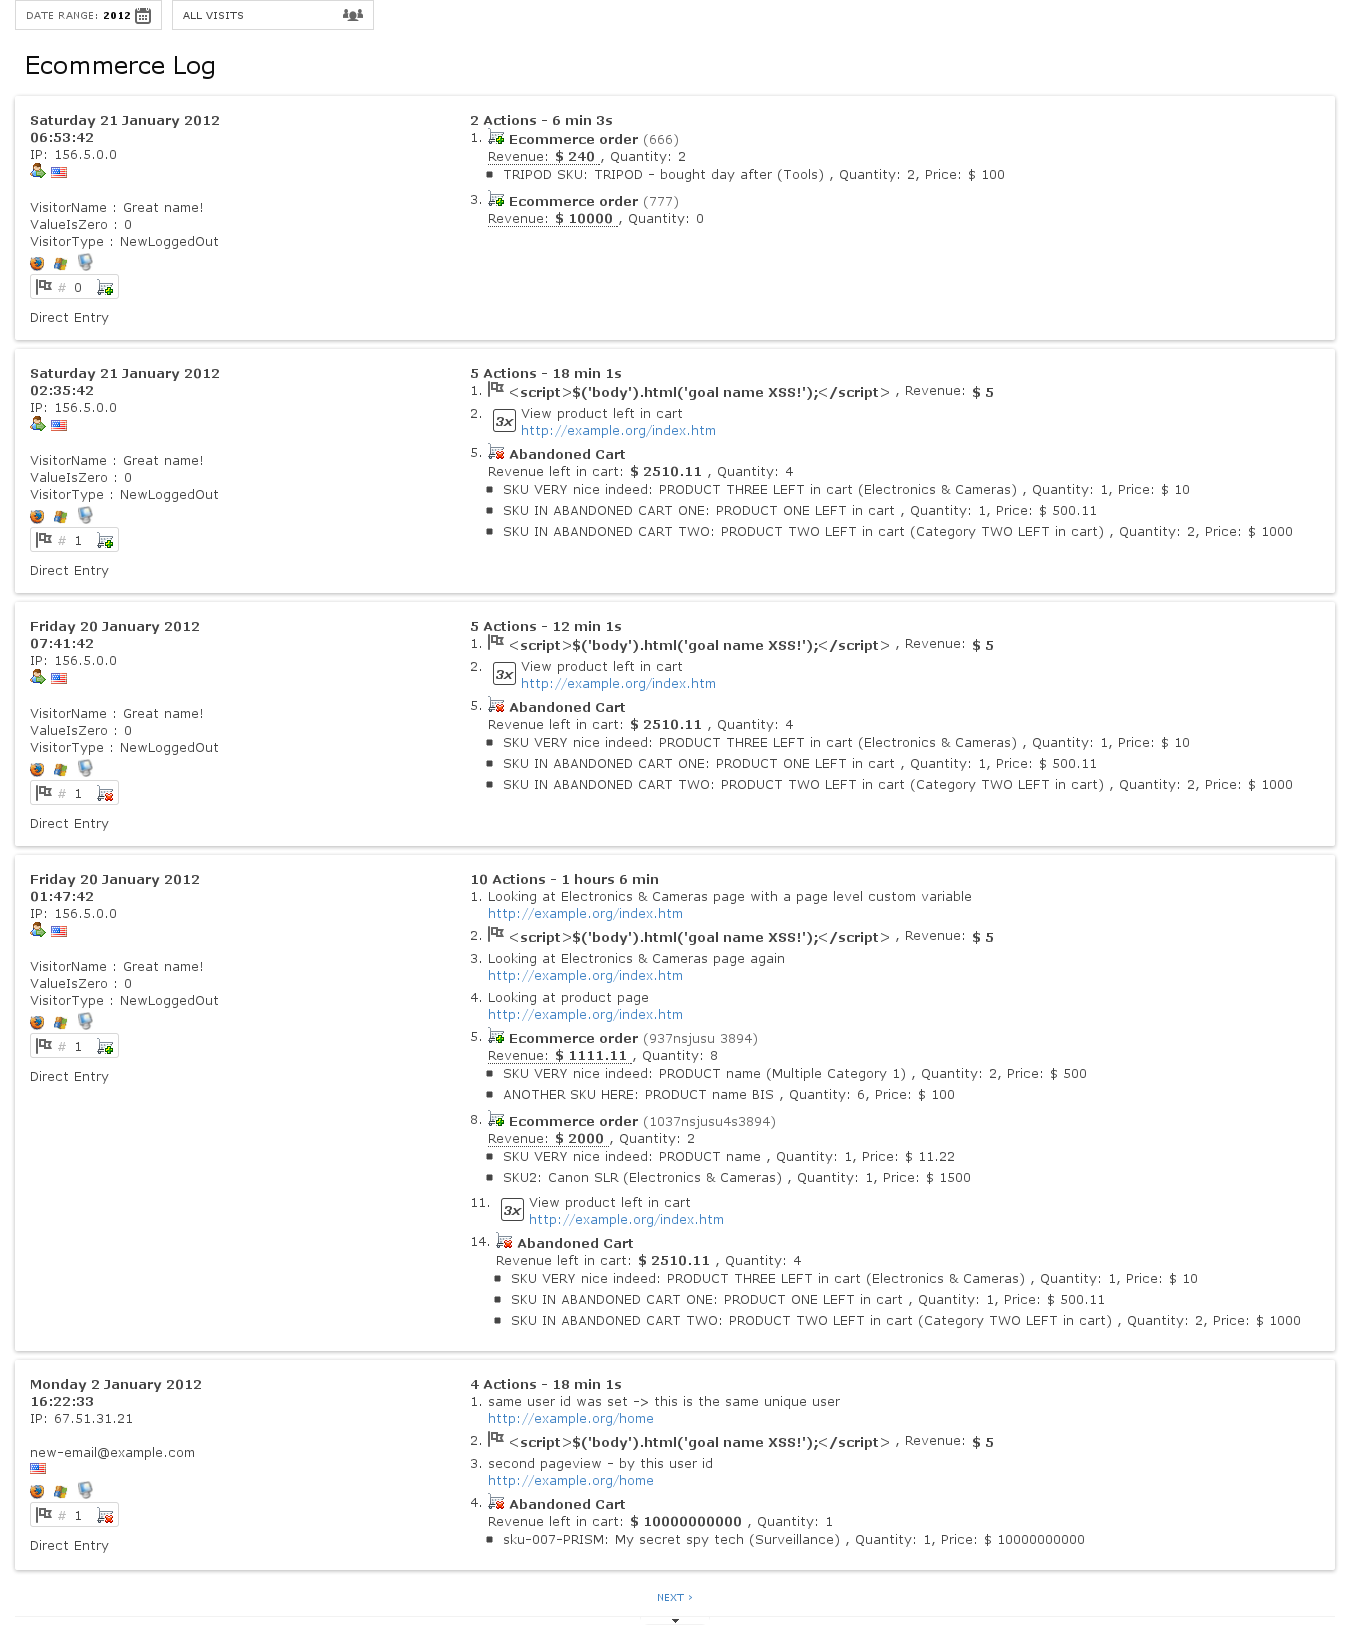 DATE RANGE: 2012
ALL VISITS
Ecommerce Log
Saturday 21 January 2012
06:53:42
IP: 156.5.0.0
VisitorName : Great name!
ValueIsZero : 0
VisitorType : NewLoggedOut
# 0
Direct Entry
2 Actions - 6 min 3s
1. Ecommerce order (666)
Revenue: $ 240 , Quantity: 2
TRIPOD SKU: TRIPOD - bought day after (Tools) , Quantity: 2, Price: $ 100
3. Ecommerce order (777)
Revenue: $ 10000 , Quantity: 0
Saturday 21 January 2012
02:35:42
IP: 156.5.0.0
VisitorName : Great name!
ValueIsZero : 0
VisitorType : NewLoggedOut
# 1
Direct Entry
5 Actions - 18 min 1s
1. <script>$('body').html('goal name XSS!');</script> , Revenue: $ 5
2. 3x View product left in cart
http://example.org/index.htm
5. Abandoned Cart
Revenue left in cart: $ 2510.11 , Quantity: 4
SKU VERY nice indeed: PRODUCT THREE LEFT in cart (Electronics & Cameras) , Quantity: 1, Price: $ 10
SKU IN ABANDONED CART ONE: PRODUCT ONE LEFT in cart , Quantity: 1, Price: $ 500.11
SKU IN ABANDONED CART TWO: PRODUCT TWO LEFT in cart (Category TWO LEFT in cart) , Quantity: 2, Price: $ 1000
Friday 20 January 2012
07:41:42
IP: 156.5.0.0
VisitorName : Great name!
ValueIsZero : 0
VisitorType : NewLoggedOut
# 1
Direct Entry
5 Actions - 12 min 1s
1. <script>$('body').html('goal name XSS!');</script> , Revenue: $ 5
2. 3x View product left in cart
http://example.org/index.htm
5. Abandoned Cart
Revenue left in cart: $ 2510.11 , Quantity: 4
SKU VERY nice indeed: PRODUCT THREE LEFT in cart (Electronics & Cameras) , Quantity: 1, Price: $ 10
SKU IN ABANDONED CART ONE: PRODUCT ONE LEFT in cart , Quantity: 1, Price: $ 500.11
SKU IN ABANDONED CART TWO: PRODUCT TWO LEFT in cart (Category TWO LEFT in cart) , Quantity: 2, Price: $ 1000
Friday 20 January 2012
01:47:42
IP: 156.5.0.0
VisitorName : Great name!
ValueIsZero : 0
VisitorType : NewLoggedOut
# 1
Direct Entry
10 Actions - 1 hours 6 min
1. Looking at Electronics & Cameras page with a page level custom variable
http://example.org/index.htm
2. <script>$('body').html('goal name XSS!');</script> , Revenue: $ 5
3. Looking at Electronics & Cameras page again
http://example.org/index.htm
4. Looking at product page
http://example.org/index.htm
5. Ecommerce order (937nsjusu 3894)
Revenue: $ 1111.11 , Quantity: 8
SKU VERY nice indeed: PRODUCT name (Multiple Category 1) , Quantity: 2, Price: $ 500
ANOTHER SKU HERE: PRODUCT name BIS , Quantity: 6, Price: $ 100
8. Ecommerce order (1037nsjusu4s3894)
Revenue: $ 2000 , Quantity: 2
SKU VERY nice indeed: PRODUCT name , Quantity: 1, Price: $ 11.22
SKU2: Canon SLR (Electronics & Cameras) , Quantity: 1, Price: $ 1500
11. 3x View product left in cart
http://example.org/index.htm
14. Abandoned Cart
Revenue left in cart: $ 2510.11 , Quantity: 4
SKU VERY nice indeed: PRODUCT THREE LEFT in cart (Electronics & Cameras) , Quantity: 1, Price: $ 10
SKU IN ABANDONED CART ONE: PRODUCT ONE LEFT in cart , Quantity: 1, Price: $ 500.11
SKU IN ABANDONED CART TWO: PRODUCT TWO LEFT in cart (Category TWO LEFT in cart) , Quantity: 2, Price: $ 1000
Monday 2 January 2012
16:22:33
IP: 67.51.31.21
new-email@example.com
# 1
Direct Entry
4 Actions - 18 min 1s
1. same user id was set -> this is the same unique user
http://example.org/home
2. <script>$('body').html('goal name XSS!');</script> , Revenue: $ 5
3. second pageview - by this user id
http://example.org/home
4. Abandoned Cart
Revenue left in cart: $ 10000000000 , Quantity: 1
sku-007-PRISM: My secret spy tech (Surveillance) , Quantity: 1, Price: $ 10000000000
NEXT ›